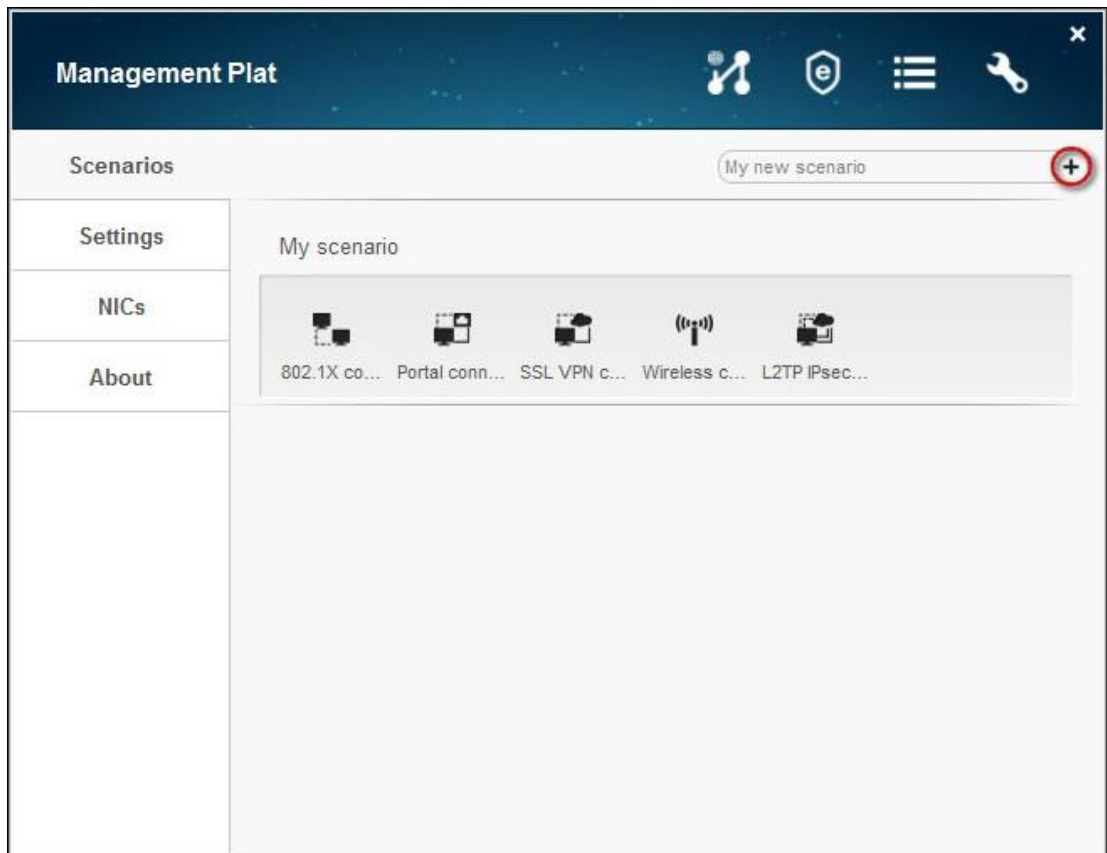 Management Plat
Scenarios
My new scenario
Settings
My scenario
NICs
About
802.1X co... Portal conn... SSL VPN c... Wireless c... L2TP IPsec...